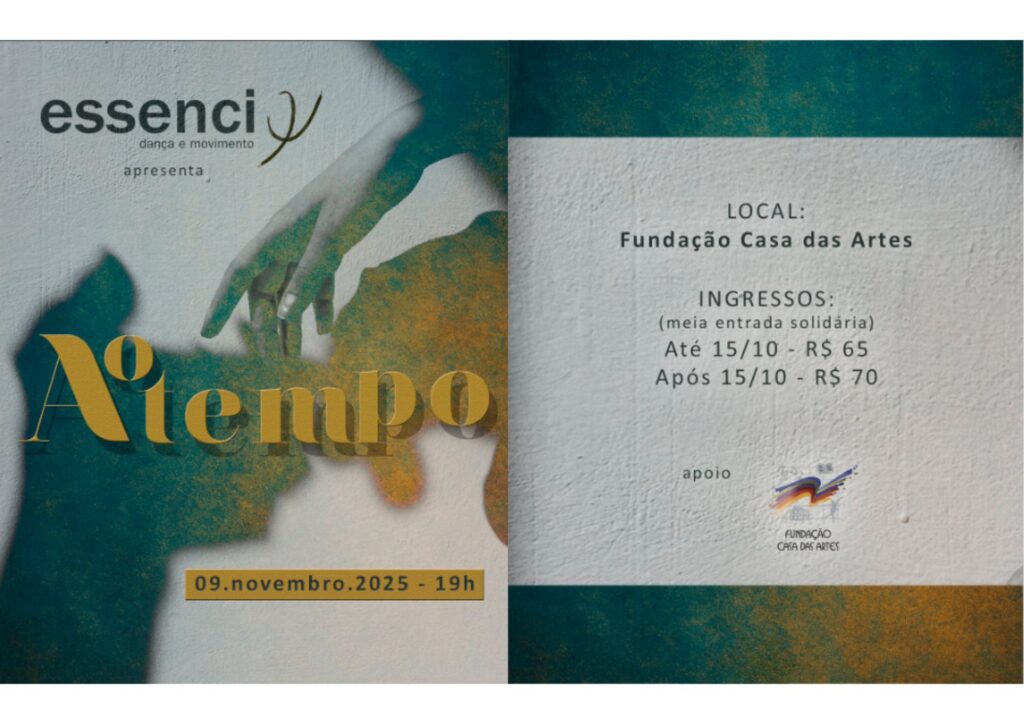 essenci
dança e movimento
apresenta
Ao tempo
09.novembro.2025 - 19h
LOCAL:
Fundação Casa das Artes
INGRESSOS:
(meia entrada solidária)
Até 15/10 - R$ 65
Após 15/10 - R$ 70
apoio
FUNDAÇÃO
CASA DAS ARTES